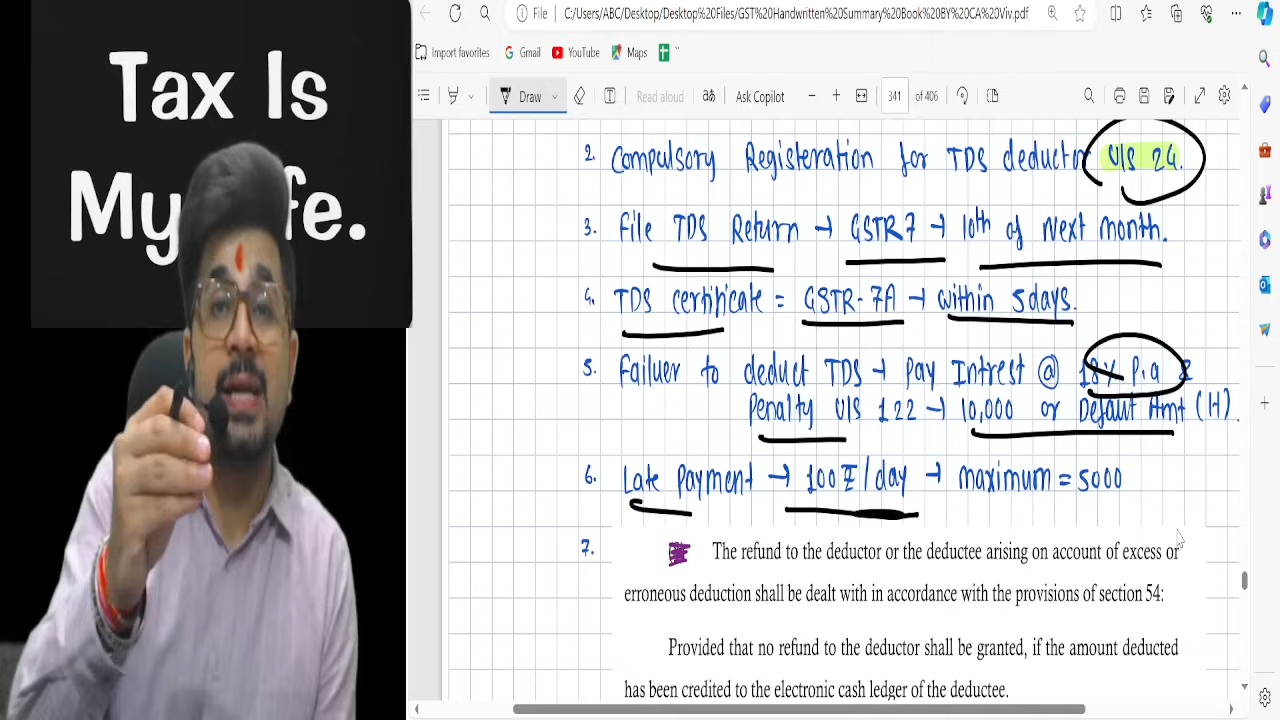 Tax Is
My fe.
File
C:/Users/ABC/Desktop/Desktop%20Files/GST%20Handwritten%20Summary%20Book%20BY%20CA%20Viv.pdf
Import favorites
Gmail
YouTube
Maps
Draw
Read aloud
Ask Copilot
341 of 406
2. Compulsory Registeration for TDS deductor U/S 24.
3. File TDS Return → GSTR7 → 10th of Next month.
4. TDS certificate = GSTR-7A → within 5days.
5. Failuer to deduct TDS → Pay Intrest @ 18% P.a &
Penalty U/S 122 → 10,000 or Default Amt (H).
6. Late Payment → 100₹/day → maximum = 5000
7. The refund to the deductor or the deductee arising on account of excess or
erroneous deduction shall be dealt with in accordance with the provisions of section 54:
Provided that no refund to the deductor shall be granted, if the amount deducted
has been credited to the electronic cash ledger of the deductee.